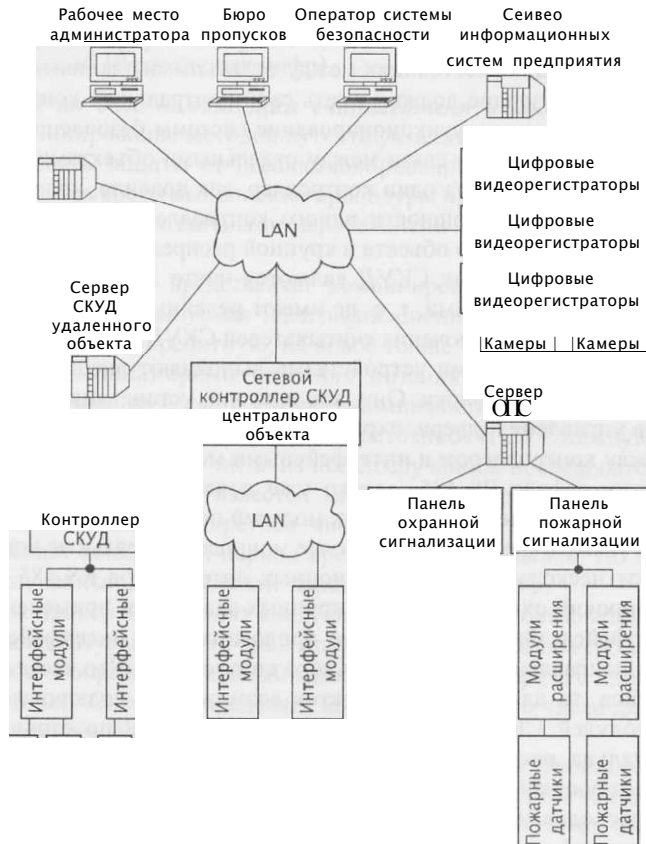 Рабочее место
администратора
Бюро
пропусков
Оператор системы
безопасности
Сеивео
информационных
систем предприятия
Цифровые
видеорегистраторы
Цифровые
видеорегистраторы
Цифровые
видеорегистраторы
|Камеры | |Камеры
LAN
Сервер
СКУД
удаленного
объекта
Сетевой
контроллер СКУД
центрального
объекта
Сервер
ОПС
LAN
Панель
охранной
сигнализации
Панель
пожарной
сигнализации
Контроллер
СКУД
Интерфейсные
модули
Интерфейсные
Интерфейсные
модули
Интерфейсные
модули
Модули
расширения
Модули
расширения
Пожарные
датчики
Пожарные
датчики